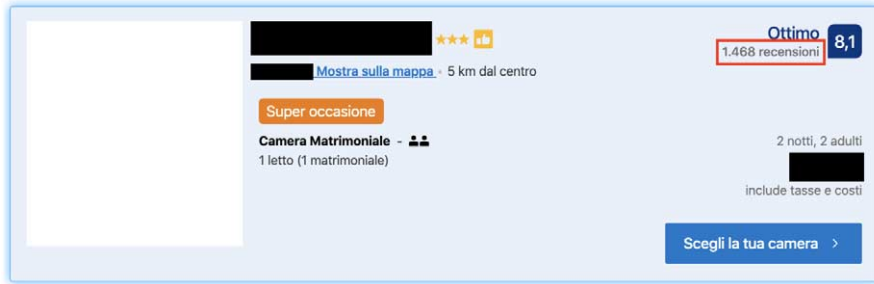 Ottimo
1.468 recensioni
8,1
Mostra sulla mappa • 5 km dal centro
Super occasione
Camera Matrimoniale -
1 letto (1 matrimoniale)
2 notti, 2 adulti
include tasse e costi
Scegli la tua camera